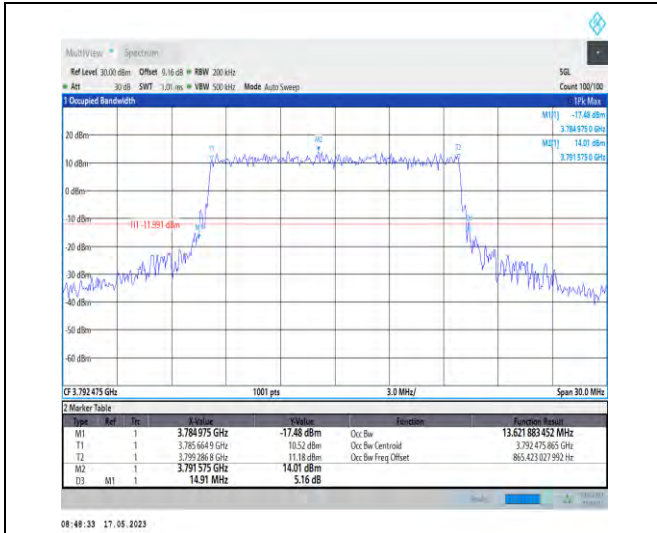 MultiView Spectrum
Ref Level 30.00 dBm Offset 9.16 dB RBW 200 kHz SGL
Att 30 dB SWT 1.01 ms VBW 500 kHz Mode Auto Sweep Count 100/100
1 Occupied Bandwidth 1Pk Max
M1[1] -17.48 dBm
3.784 975 0 GHz
M2[1] 14.01 dBm
3.791 575 0 GHz
20 dBm
T1 M2 T2
10 dBm
0 dBm
-10 dBm
H1 -11.991 dBm
-20 dBm
-30 dBm
-40 dBm
-50 dBm
-60 dBm
CF 3.792 475 GHz 1001 pts 3.0 MHz/ Span 30.0 MHz
2 Marker Table
Type Ref Trc X-Value Y-Value Function Function Result
M1 1 3.784 975 GHz -17.48 dBm Occ Bw 13.621 883 452 MHz
T1 1 3.785 664 9 GHz 10.52 dBm Occ Bw Centroid 3.792 475 865 GHz
T2 1 3.799 286 8 GHz 11.18 dBm Occ Bw Freq Offset 865.423 027 992 Hz
M2 1 3.791 575 GHz 14.01 dBm
D3 M1 1 14.91 MHz 5.16 dB
08:48:33 17.05.2023